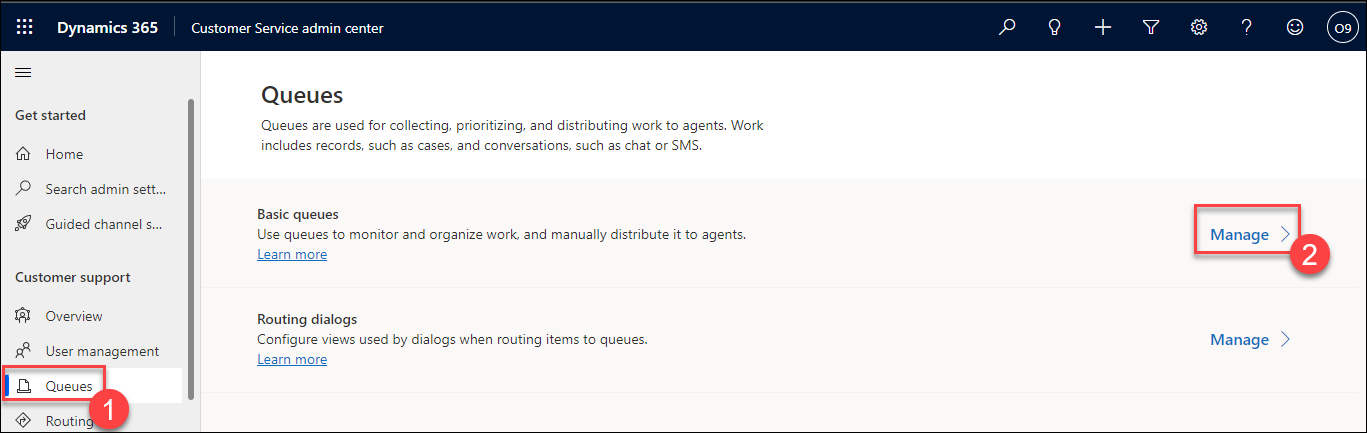 Dynamics 365
Customer Service admin center
O9
Get started
Home
Search admin sett...
Guided channel s...
Customer support
Overview
User management
Queues
1
Routing
Queues
Queues are used for collecting, prioritizing, and distributing work to agents. Work
includes records, such as cases, and conversations, such as chat or SMS.
Basic queues
Use queues to monitor and organize work, and manually distribute it to agents.
Learn more
Manage
2
Routing dialogs
Configure views used by dialogs when routing items to queues.
Learn more
Manage